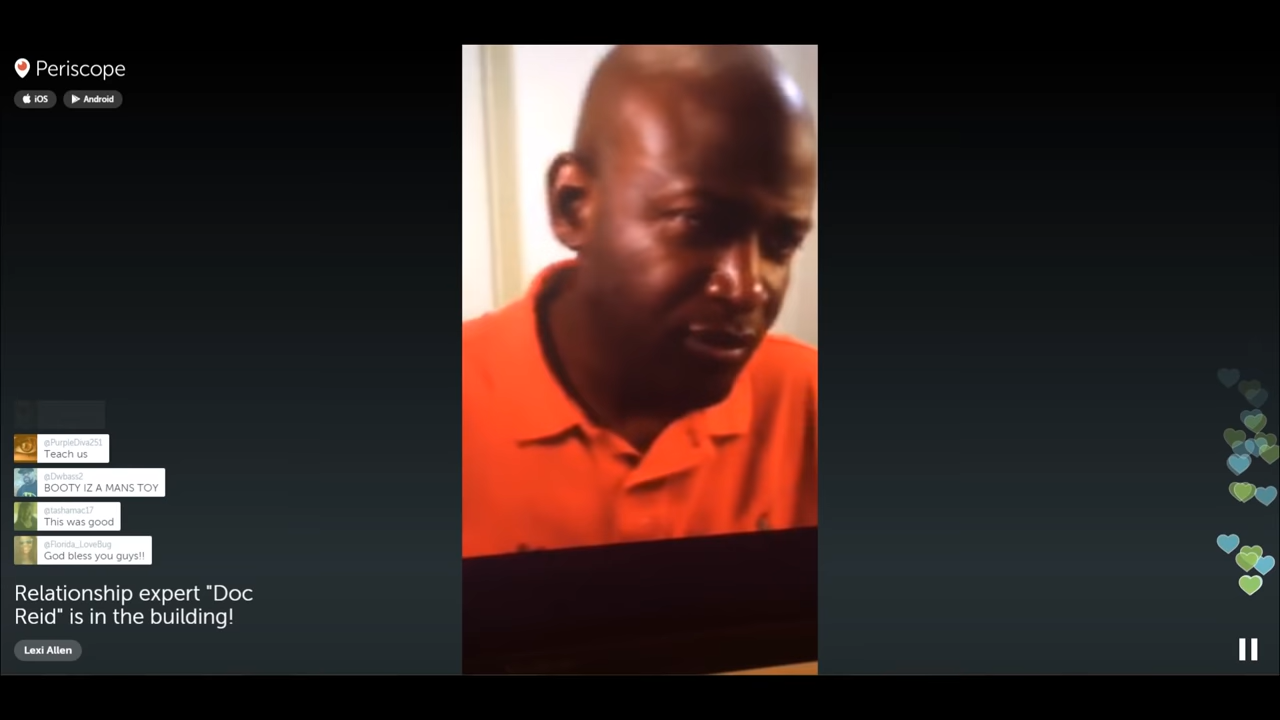 Periscope
iOS
Android
@PurpleDiva251
Teach us
@Dwbass2
BOOTY IZ A MANS TOY
@tashamac17
This was good
@Florida_LoveBug
God bless you guys!!
Relationship expert "Doc
Reid" is in the building!
Lexi Allen